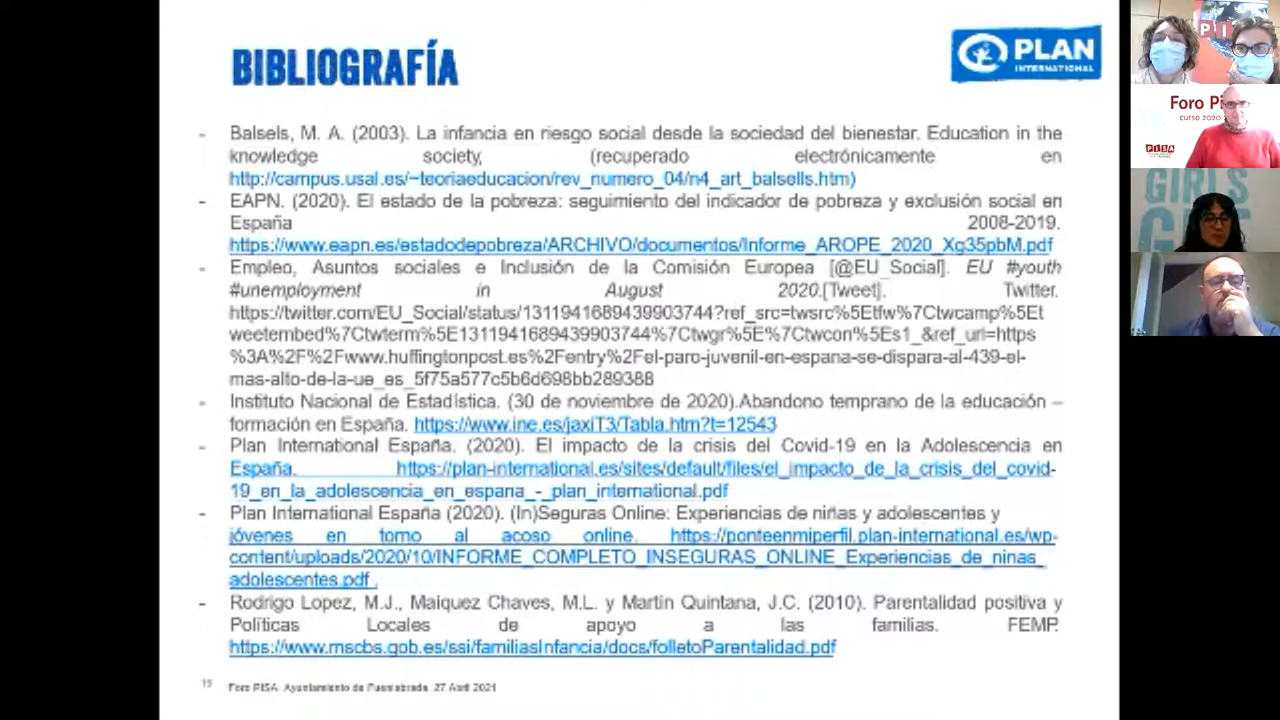 BIBLIOGRAFÍA
PLAN
INTERNATIONAL
- Balsels, M. A. (2003). La infancia en riesgo social desde la sociedad del bienestar. Education in the
knowledge society, (recuperado electrónicamente en
http://campus.usal.es/~teoriaeducacion/rev_numero_04/n4_art_balsells.htm)
- EAPN. (2020). El estado de la pobreza: seguimiento del indicador de pobreza y exclusión social en
España 2008-2019.
https://www.eapn.es/estadodepobreza/ARCHIVO/documentos/Informe_AROPE_2020_Xg35pbM.pdf
- Empleo, Asuntos sociales e Inclusión de la Comisión Europea [@EU_Social]. EU #youth
#unemployment in August 2020.[Tweet]. Twitter.
https://twitter.com/EU_Social/status/1311941689439903744?ref_src=twsrc%5Etfw%7Ctwcamp%5Et
weetembed%7Ctwterm%5E1311941689439903744%7Ctwgr%5E%7Ctwcon%5Es1_&ref_url=https
%3A%2F%2Fwww.huffingtonpost.es%2Fentry%2Fel-paro-juvenil-en-espana-se-dispara-al-439-el-
mas-alto-de-la-ue_es_5f75a577c5b6d698bb289388
- Instituto Nacional de Estadística. (30 de noviembre de 2020).Abandono temprano de la educación –
formación en España. https://www.ine.es/jaxiT3/Tabla.htm?t=12543
- Plan International España. (2020). El impacto de la crisis del Covid-19 en la Adolescencia en
España. https://plan-international.es/sites/default/files/el_impacto_de_la_crisis_del_covid-
19_en_la_adolescencia_en_espana_-_plan_international.pdf
- Plan International España (2020). (In)Seguras Online: Experiencias de niñas y adolescentes y
jóvenes en torno al acoso online. https://ponteenmiperfil.plan-international.es/wp-
content/uploads/2020/10/INFORME_COMPLETO_INSEGURAS_ONLINE_Experiencias_de_ninas_
adolescentes.pdf .
- Rodrigo Lopez, M.J., Maiquez Chaves, M.L. y Martin Quintana, J.C. (2010). Parentalidad positiva y
Políticas Locales de apoyo a las familias. FEMP.
https://www.mscbs.gob.es/ssi/familiasInfancia/docs/folletoParentalidad.pdf
Foro PISA. Ayuntamiento de Fuenlabrada. 27 Abril 2021
PI
Foro Pi
curso 2020
PISA
GIRLS
GET